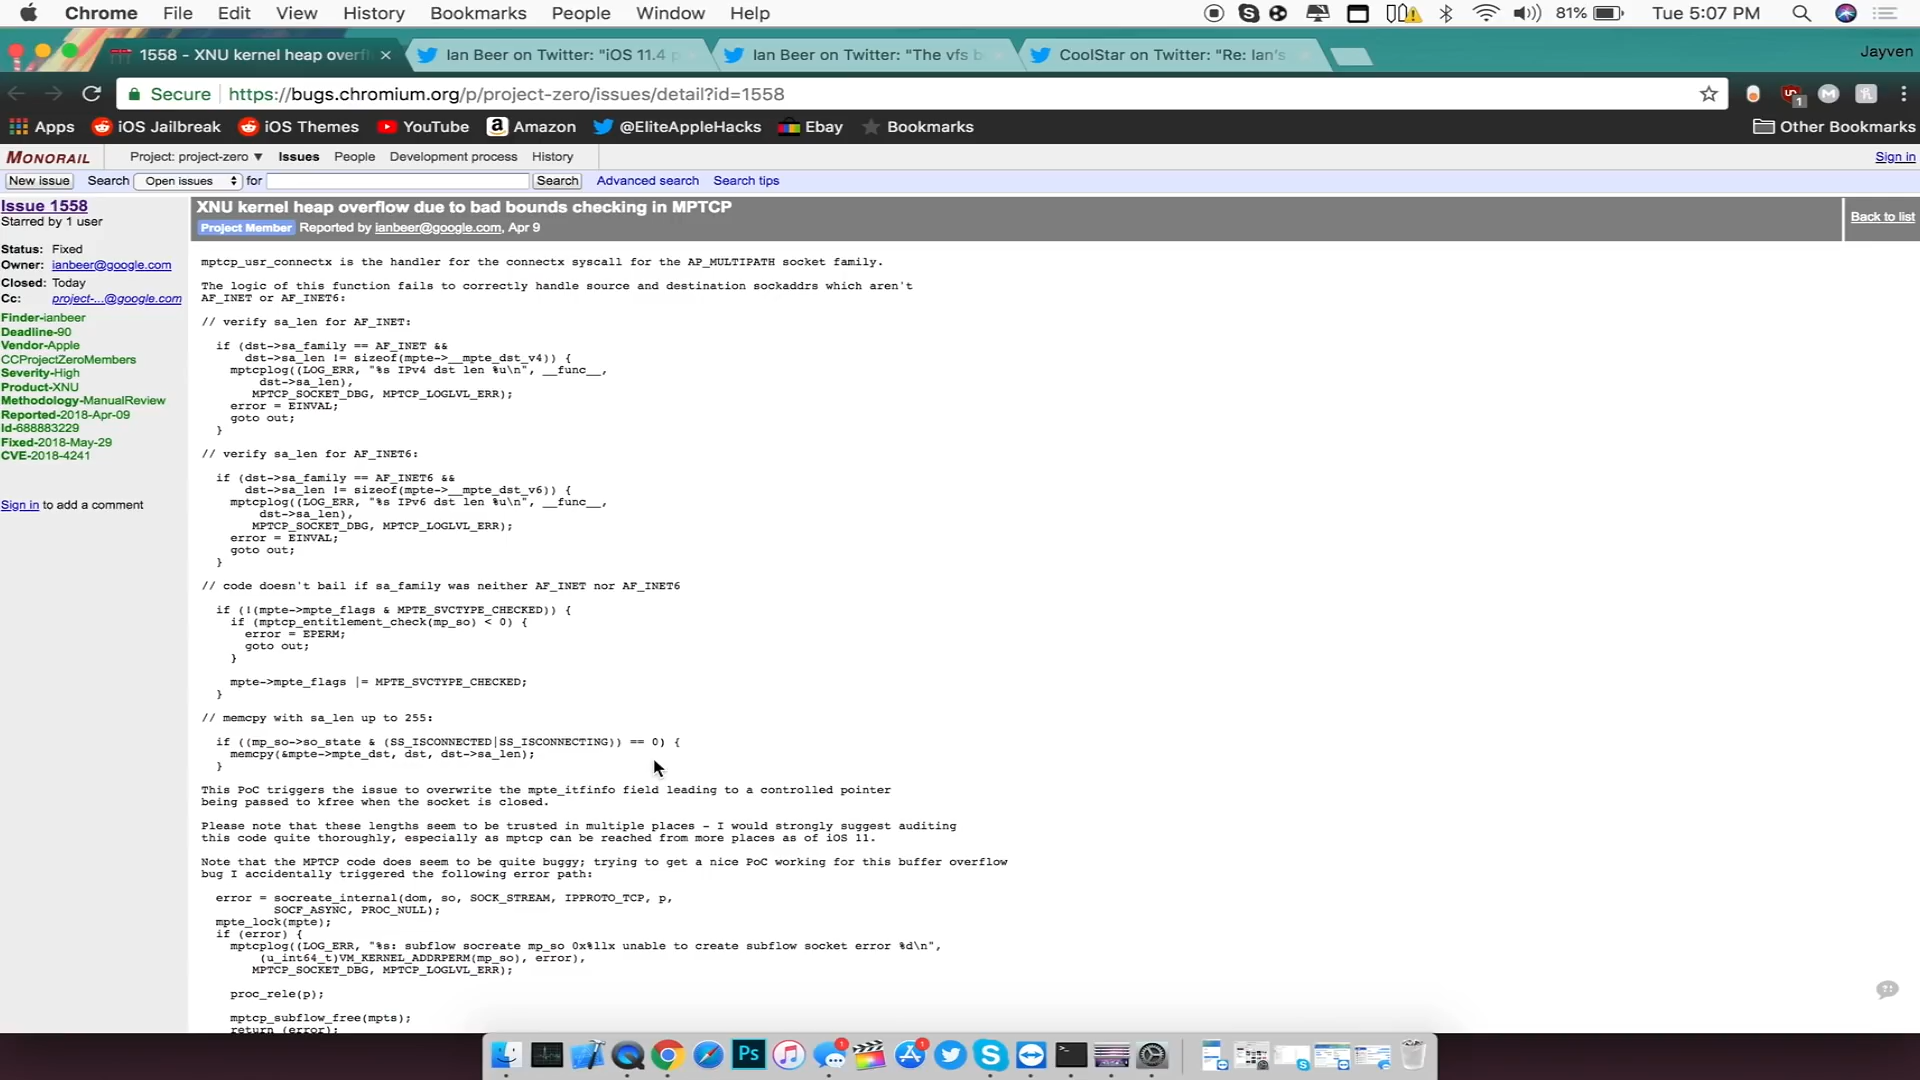 Chrome File Edit View History Bookmarks People Window Help 81% Tue 5:07 PM
1558 - XNU kernel heap overfl Ian Beer on Twitter: "iOS 11.4 p Ian Beer on Twitter: "The vfs b CoolStar on Twitter: "Re: Ian's Jayven
Secure https://bugs.chromium.org/p/project-zero/issues/detail?id=1558
Apps iOS Jailbreak iOS Themes YouTube Amazon @EliteAppleHacks Ebay Bookmarks Other Bookmarks
MONORAIL Project: project-zero ▼ Issues People Development process History Sign in
New issue Search Open issues for Search Advanced search Search tips
Issue 1558
Starred by 1 user
Status: Fixed
Owner: ianbeer@google.com
Closed: Today
Cc: project-...@google.com
Finder-ianbeer
Deadline-90
Vendor-Apple
CCProjectZeroMembers
Severity-High
Product-XNU
Methodology-ManualReview
Reported-2018-Apr-09
Id-688883229
Fixed-2018-May-29
CVE-2018-4241
Sign in to add a comment
XNU kernel heap overflow due to bad bounds checking in MPTCP
Project Member Reported by ianbeer@google.com, Apr 9
Back to list
mptcp_usr_connectx is the handler for the connectx syscall for the AP_MULTIPATH socket family.
The logic of this function fails to correctly handle source and destination sockaddrs which aren't
AF_INET or AF_INET6:
// verify sa_len for AF_INET:
if (dst->sa_family == AF_INET &&
dst->sa_len != sizeof(mpte->__mpte_dst_v4)) {
mptcplog((LOG_ERR, "%s IPv4 dst len %u\n", __func__,
dst->sa_len),
MPTCP_SOCKET_DBG, MPTCP_LOGLVL_ERR);
error = EINVAL;
goto out;
}
// verify sa_len for AF_INET6:
if (dst->sa_family == AF_INET6 &&
dst->sa_len != sizeof(mpte->__mpte_dst_v6)) {
mptcplog((LOG_ERR, "%s IPv6 dst len %u\n", __func__,
dst->sa_len),
MPTCP_SOCKET_DBG, MPTCP_LOGLVL_ERR);
error = EINVAL;
goto out;
}
// code doesn't bail if sa_family was neither AF_INET nor AF_INET6
if (!(mpte->mpte_flags & MPTE_SVCTYPE_CHECKED)) {
if (mptcp_entitlement_check(mp_so) < 0) {
error = EPERM;
goto out;
}
mpte->mpte_flags |= MPTE_SVCTYPE_CHECKED;
}
// memcpy with sa_len up to 255:
if ((mp_so->so_state & (SS_ISCONNECTED|SS_ISCONNECTING)) == 0) {
memcpy(&mpte->mpte_dst, dst, dst->sa_len);
}
This PoC triggers the issue to overwrite the mpte_itfinfo field leading to a controlled pointer
being passed to kfree when the socket is closed.
Please note that these lengths seem to be trusted in multiple places - I would strongly suggest auditing
this code quite thoroughly, especially as mptcp can be reached from more places as of iOS 11.
Note that the MPTCP code does seem to be quite buggy; trying to get a nice PoC working for this buffer overflow
bug I accidentally triggered the following error path:
error = socreate_internal(dom, so, SOCK_STREAM, IPPROTO_TCP, p,
SOCF_ASYNC, PROC_NULL);
mpte_lock(mpte);
if (error) {
mptcplog((LOG_ERR, "%s: subflow socreate mp_so 0x%llx unable to create subflow socket error %d\n",
(u_int64_t)VM_KERNEL_ADDRPERM(mp_so), error),
MPTCP_SOCKET_DBG, MPTCP_LOGLVL_ERR);
proc_rele(p);
mptcp_subflow_free(mpts);
return (error);
Ps